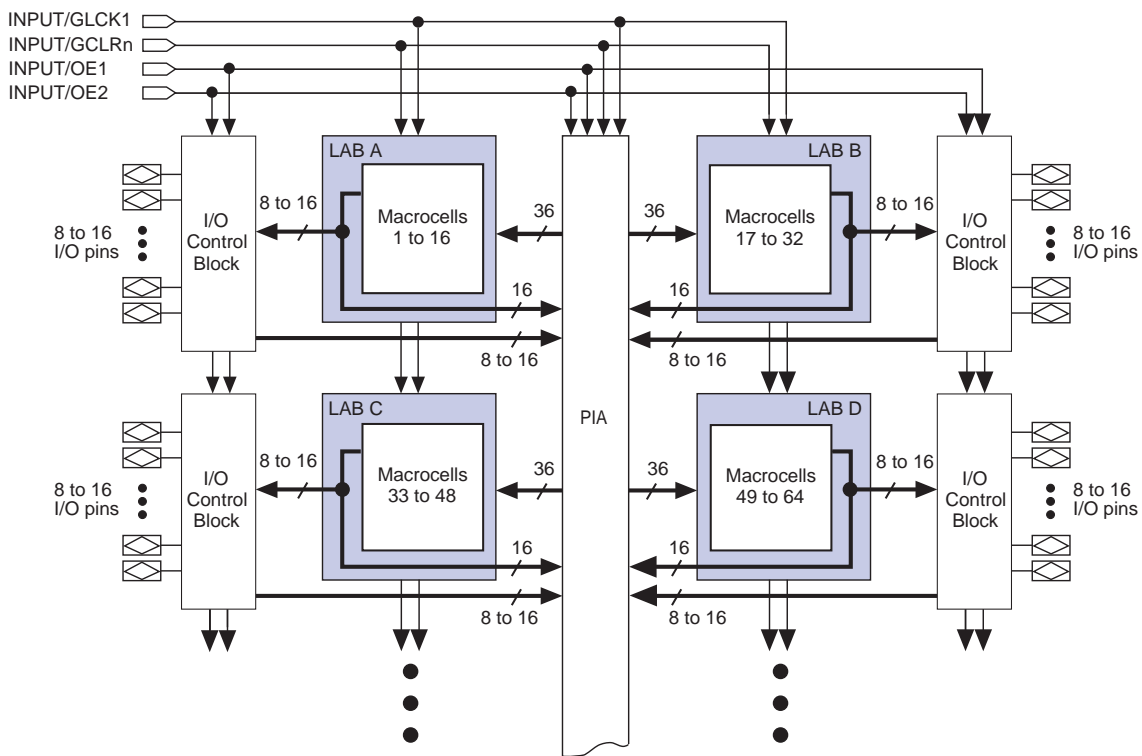 INPUT/GLCK1
INPUT/GCLRn
INPUT/OE1
INPUT/OE2
LAB A
LAB B
8 to 16
I/O pins
I/O
Control
Block
8 to 16
Macrocells
1 to 16
36
36
Macrocells
17 to 32
8 to 16
I/O
Control
Block
8 to 16
I/O pins
16
16
8 to 16
8 to 16
LAB C
PIA
LAB D
8 to 16
I/O pins
I/O
Control
Block
8 to 16
Macrocells
33 to 48
36
36
Macrocells
49 to 64
8 to 16
I/O
Control
Block
8 to 16
I/O pins
16
16
8 to 16
8 to 16